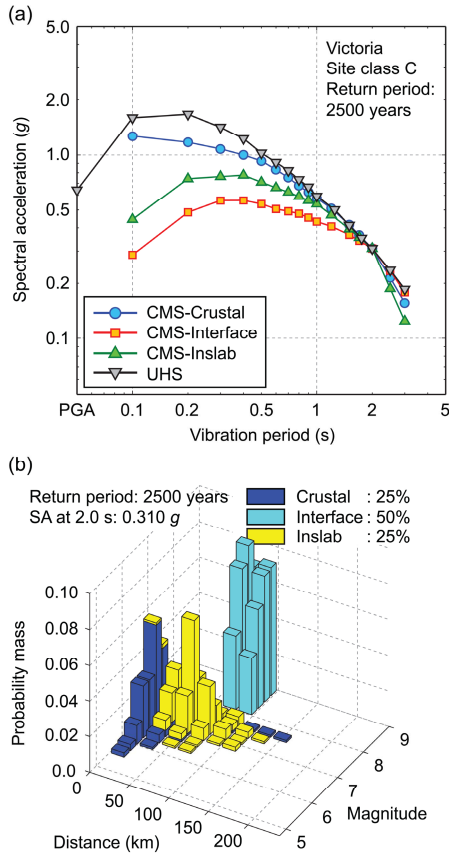 (a)
5.0
2.0
1.0
0.5
0.2
0.1
Spectral acceleration (g)
Victoria
Site class C
Return period:
2500 years
CMS-Crustal
CMS-Interface
CMS-Inslab
UHS
PGA 0.1 0.2 0.5 1 2 5
Vibration period (s)
(b)
Return period: 2500 years
SA at 2.0 s: 0.310 g
Crustal : 25%
Interface : 50%
Inslab : 25%
0.10
0.08
0.06
0.04
0.02
0.0
Probability mass
0 50 100 150 200
Distance (km)
5 6 7 8 9
Magnitude